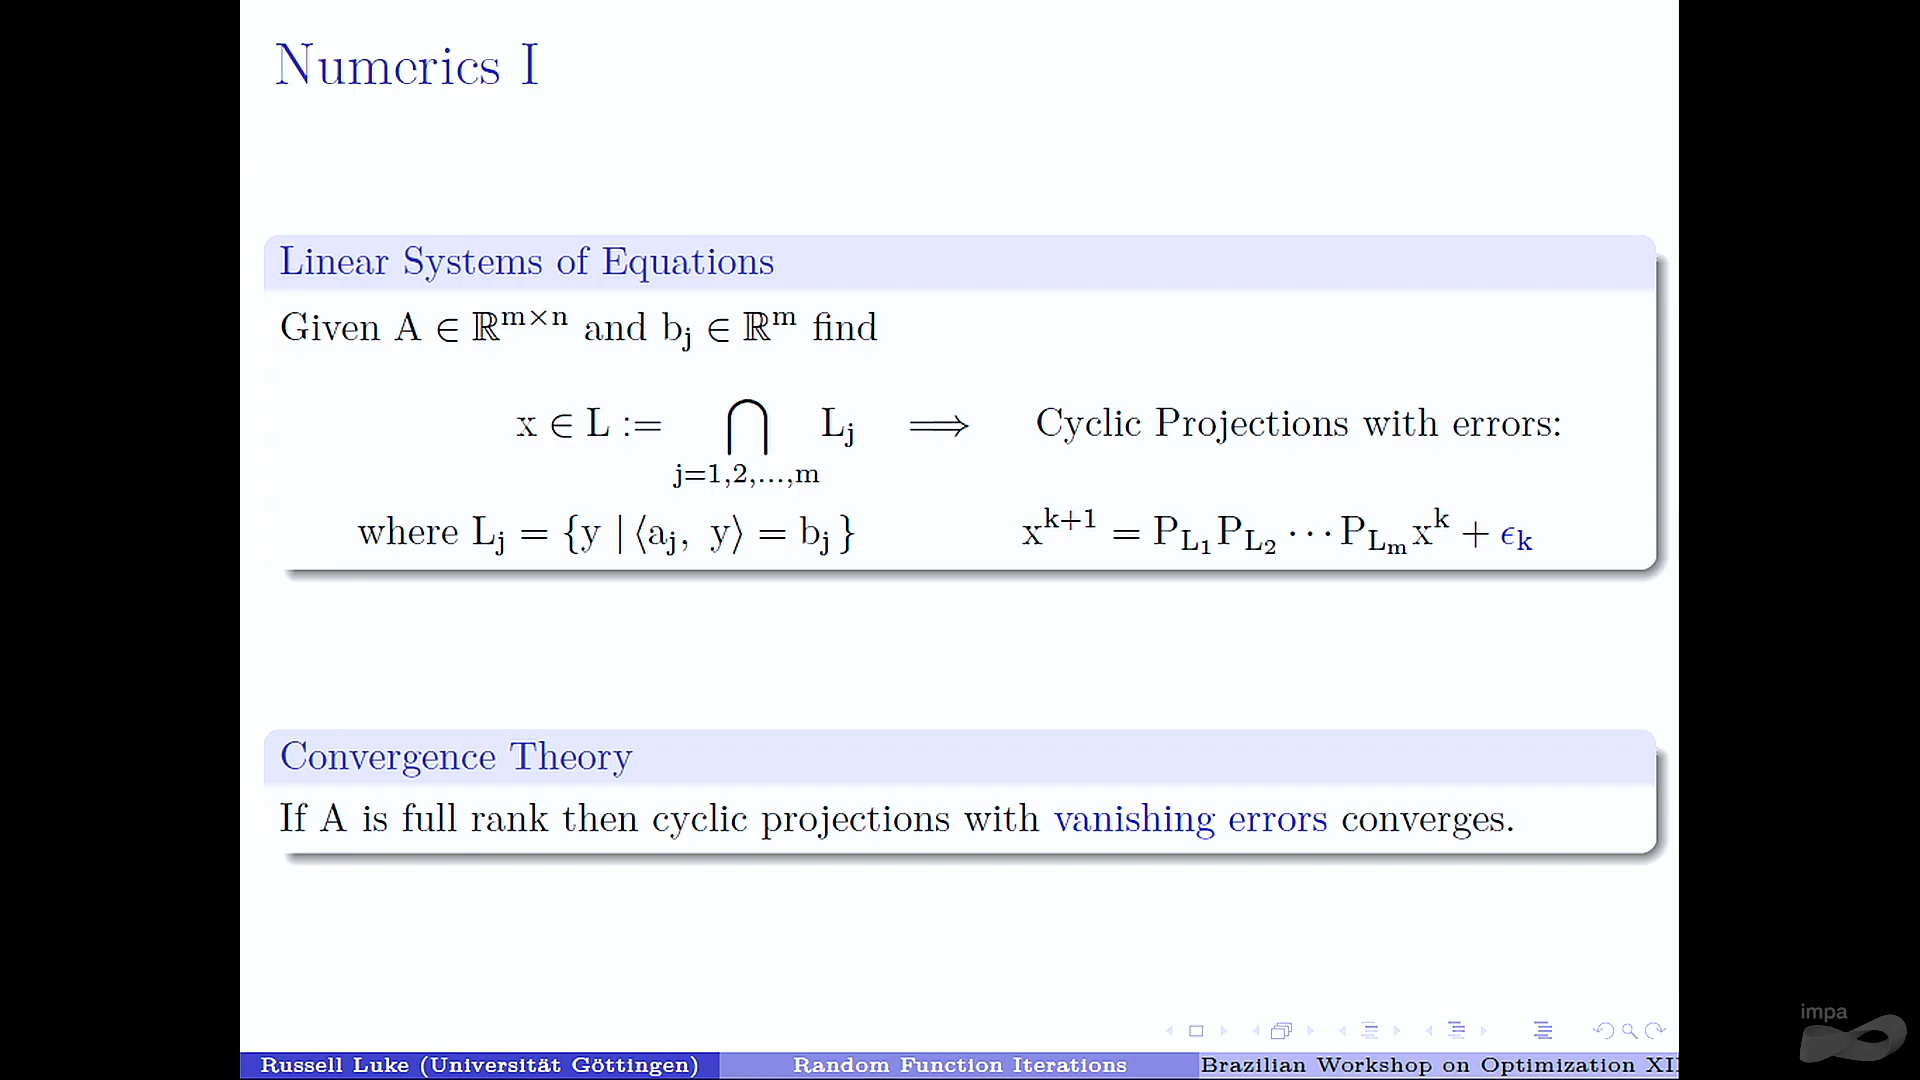 Numerics I
Linear Systems of Equations
Given A ∈ ℝ^{m×n} and b_j ∈ ℝ^m find
x ∈ L := ⋂_{j=1,2,...,m} L_j ⟹ Cyclic Projections with errors:
where L_j = {y | ⟨a_j, y⟩ = b_j} x^{k+1} = P_{L_1}P_{L_2} ⋯ P_{L_m}x^k + ϵ_k
Convergence Theory
If A is full rank then cyclic projections with vanishing errors converges.
impa
Russell Luke (Universität Göttingen) Random Function Iterations Brazilian Workshop on Optimization XI